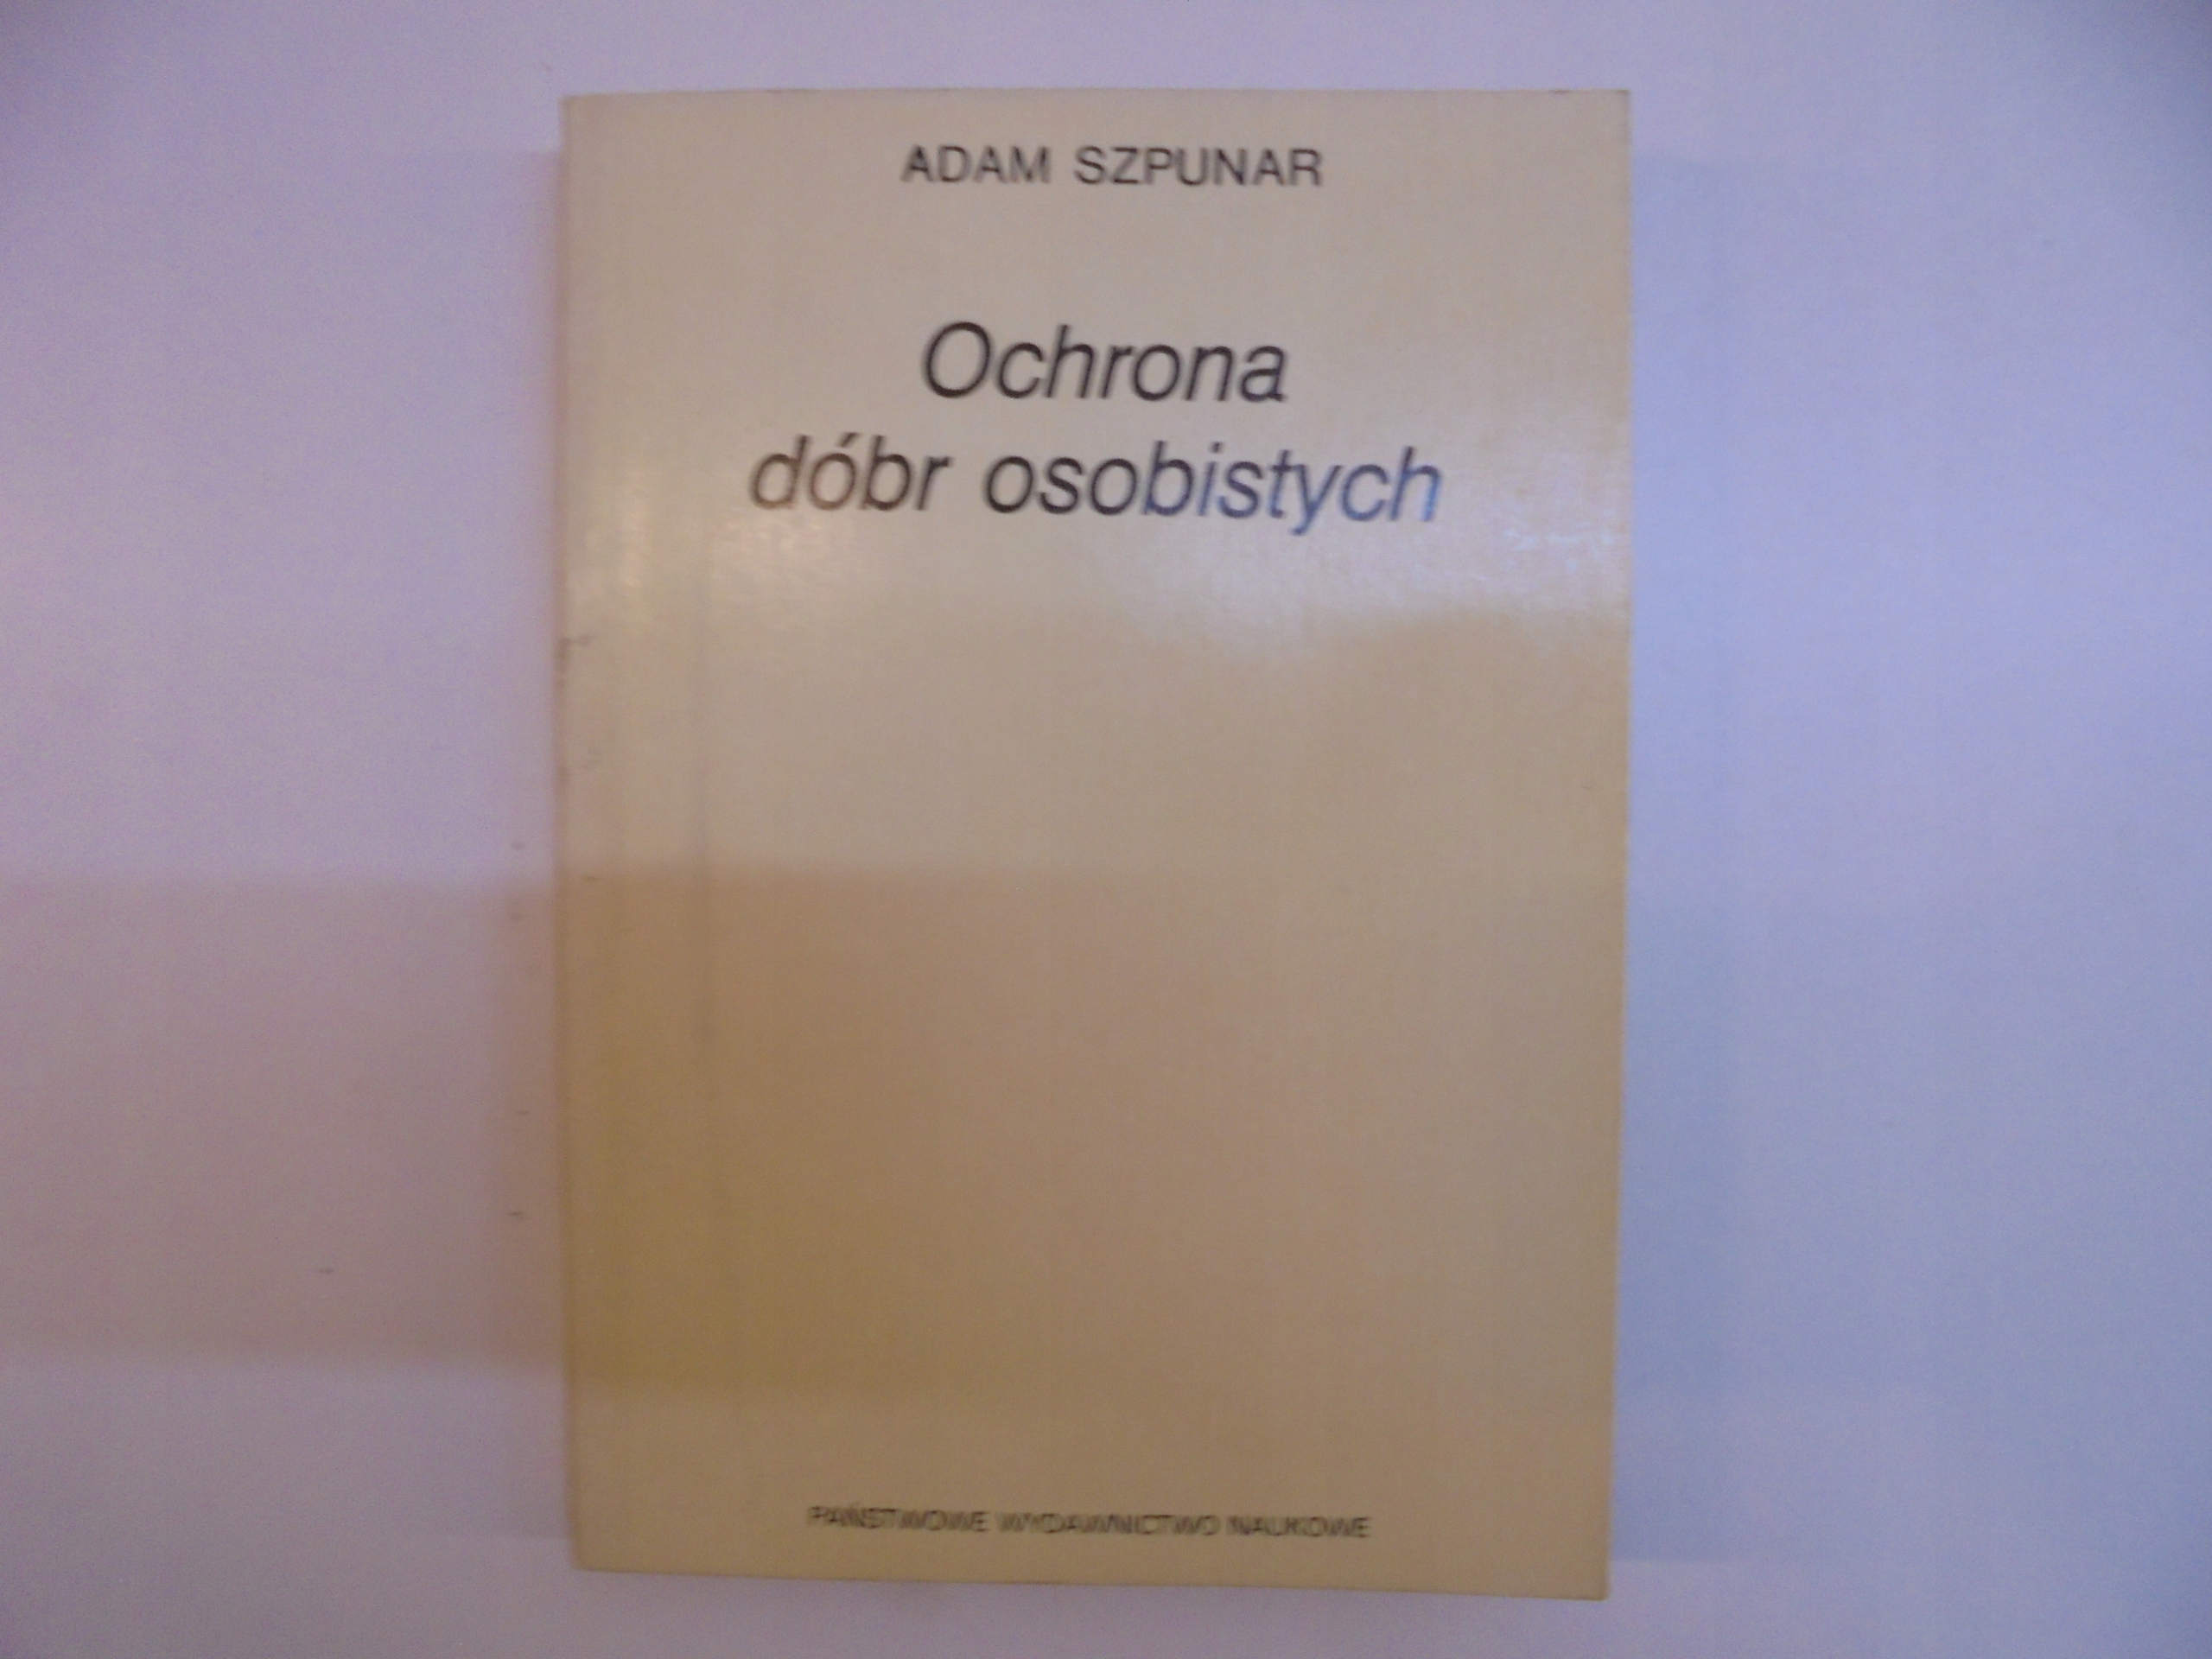 ADAM SZPUNAR
Ochrona
dóbr osobistych
PAŃSTWOWE WYDAWNICTWO NAUKOWE